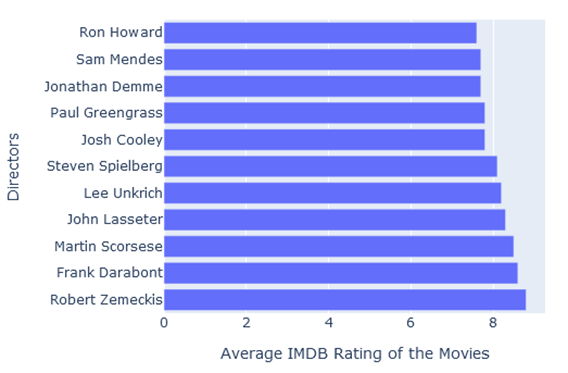 Ron Howard
Sam Mendes
Jonathan Demme
Paul Greengrass
Josh Cooley
Steven Spielberg
Lee Unkrich
John Lasseter
Martin Scorsese
Frank Darabont
Robert Zemeckis
Directors
0 2 4 6 8
Average IMDB Rating of the Movies